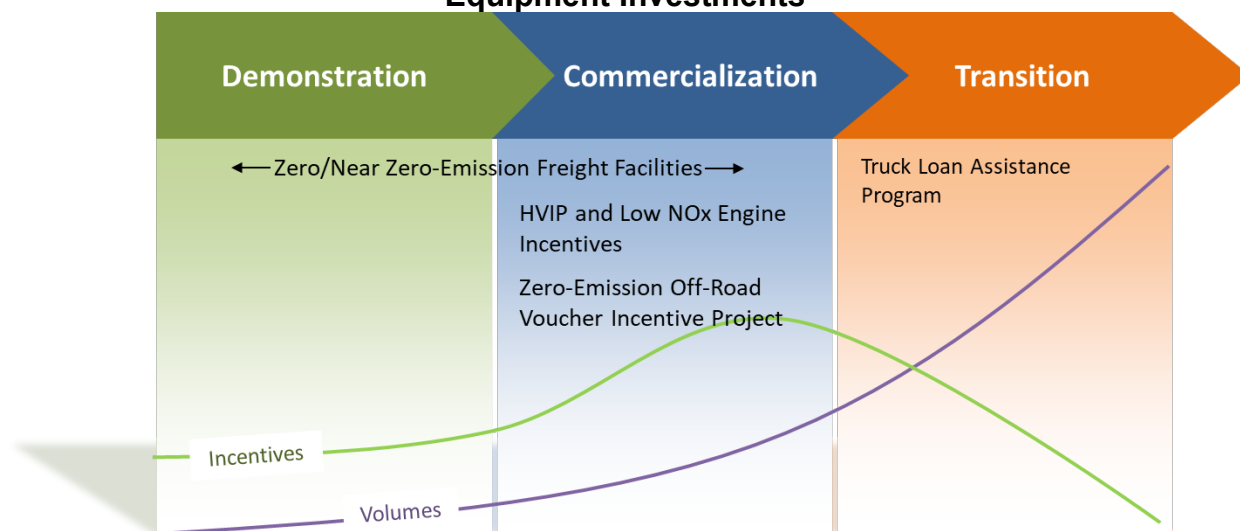 Equipment Investments
Demonstration
Commercialization
Transition
Zero/Near Zero-Emission Freight Facilities
HVIP and Low NOx Engine
Incentives
Zero-Emission Off-Road
Voucher Incentive Project
Truck Loan Assistance
Program
Incentives
Volumes